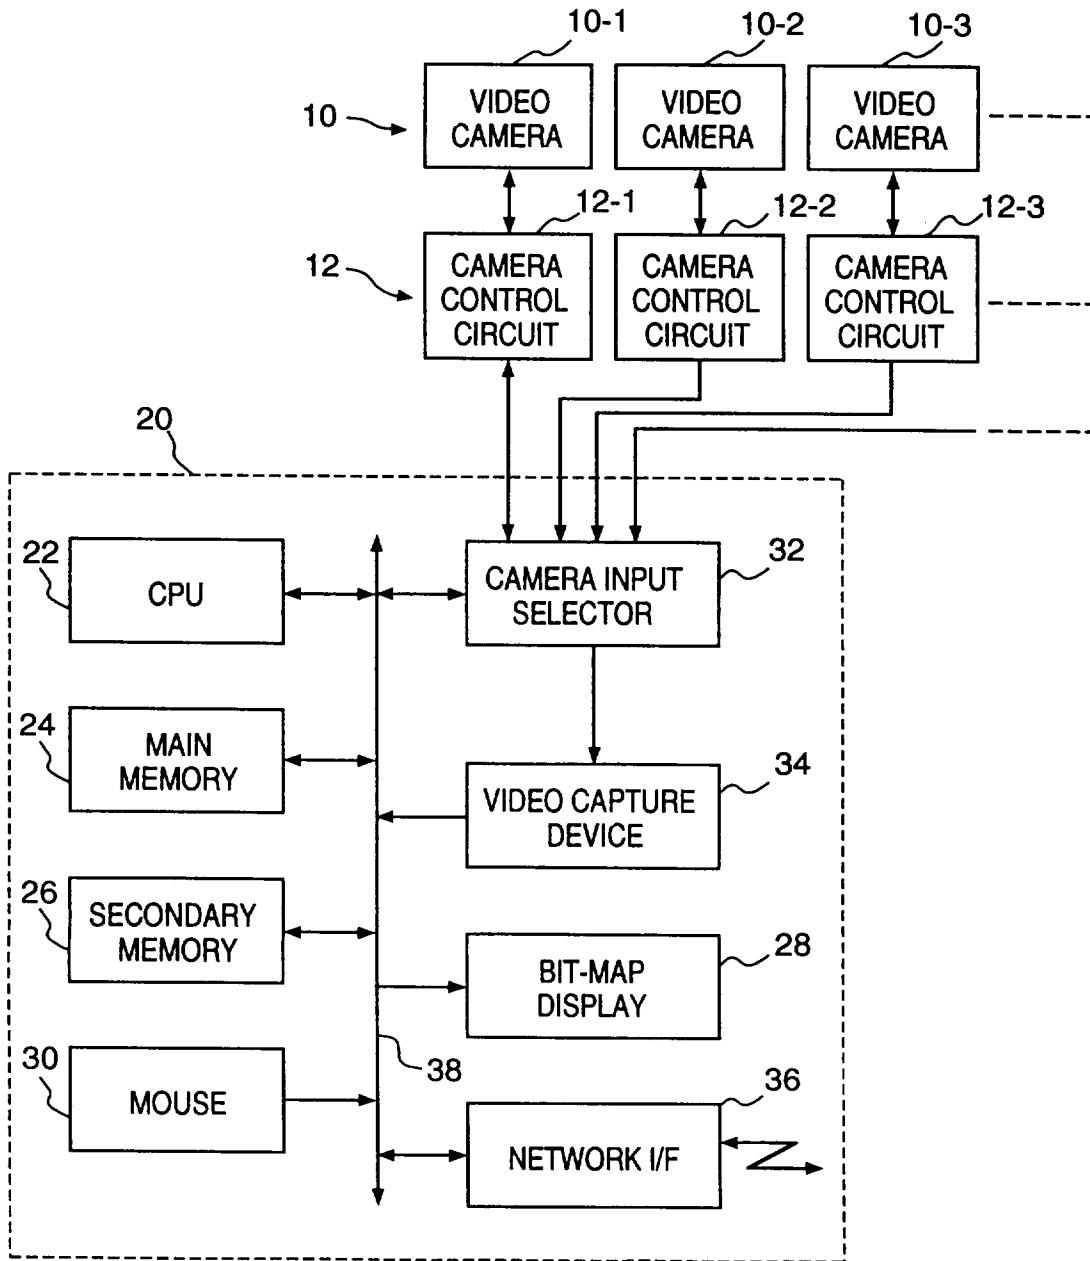 10-1 10-2 10-3
10
VIDEO
CAMERA
VIDEO
CAMERA
VIDEO
CAMERA
12-1 12-2 12-3
12
CAMERA
CONTROL
CIRCUIT
CAMERA
CONTROL
CIRCUIT
CAMERA
CONTROL
CIRCUIT
20
22
CPU
CAMERA INPUT
SELECTOR
32
24
MAIN
MEMORY
VIDEO CAPTURE
DEVICE
34
26
SECONDARY
MEMORY
BIT-MAP
DISPLAY
28
30
MOUSE
38
36
NETWORK I/F